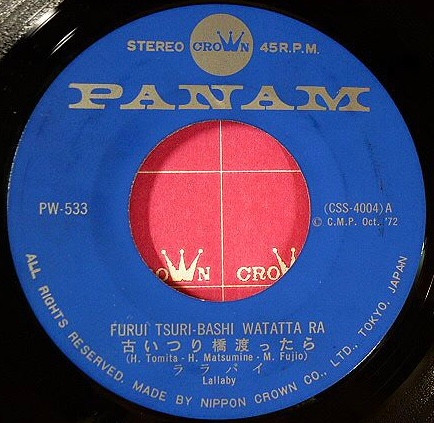 STEREO CROWN 45R.P.M.
PANAM
PW-533
(CSS-4004)A
Ⓒ C.M.P. Oct. '72
CROWN CROWN
FURUI TSURI-BASHI WATATTA RA
古いつり橋渡ったら
(H. Tomita - H. Matsumine - M. Fujio)
ララバイ
Lallaby
ALL RIGHTS RESERVED. MADE BY NIPPON CROWN CO., LTD., TOKYO, JAPAN